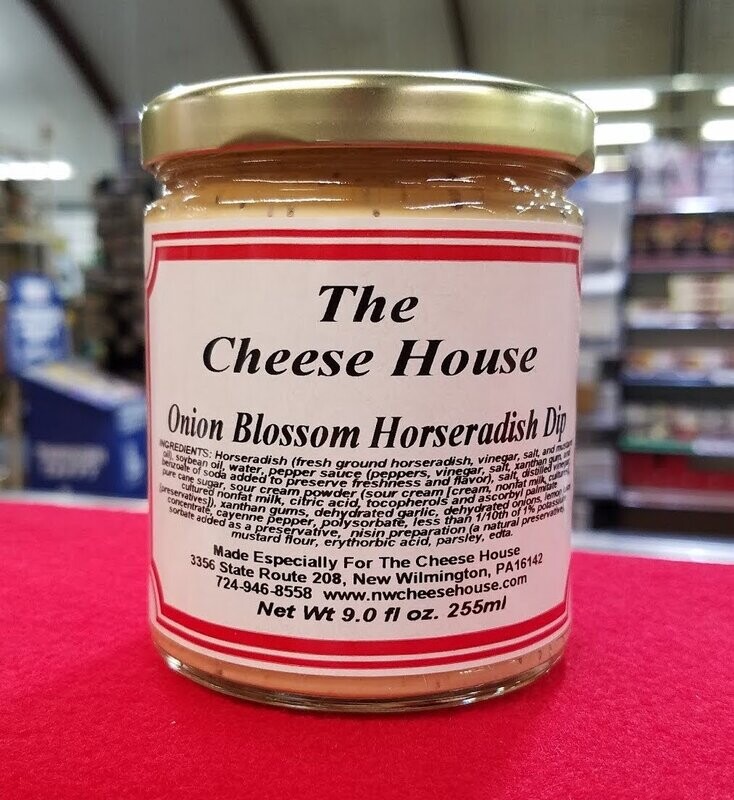 The
Cheese House
Onion Blossom Horseradish Dip
INGREDIENTS: Horseradish (fresh ground horseradish, vinegar, salt, and mustard
oil), soybean oil, water, pepper sauce (peppers, vinegar, salt, xanthan gum, and
benzoate of soda added to preserve freshness and flavor), salt, distilled vinegar,
pure cane sugar, sour cream powder (sour cream [cream, nonfat milk, cultures],
cultured nonfat milk, citric acid, tocopherols and ascorbyl palmitate
(preservatives)), xanthan gums, dehydrated garlic, dehydrated onions, lemon juice
concentrate, cayenne pepper, polysorbate, less than 1/10th of 1% potassium
sorbate added as a preservative, nisin preparation (a natural preservative),
mustard flour, erythorbic acid, parsley, edta.
Made Especially For The Cheese House
3356 State Route 208, New Wilmington, PA16142
724-946-8558 www.nwcheesehouse.com
Net Wt 9.0 fl oz. 255ml